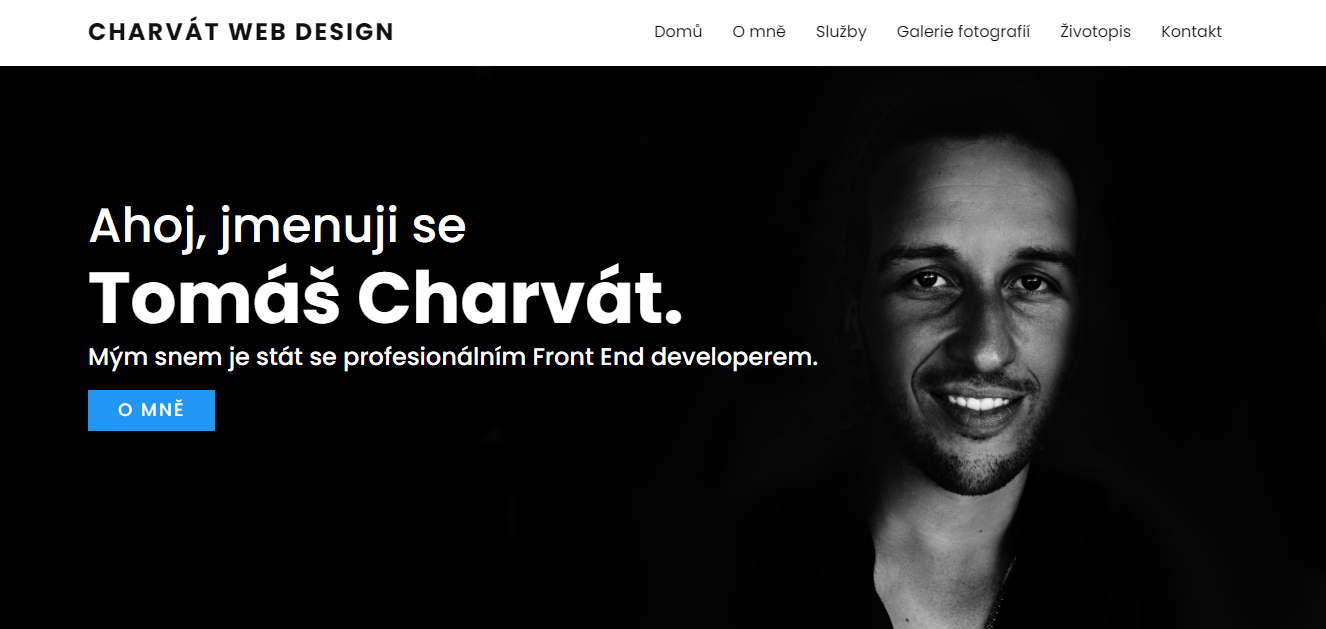 CHARVÁT WEB DESIGN
Domů O mně Služby Galerie fotografií Životopis Kontakt
Ahoj, jmenuji se
Tomáš Charvát.
Mým snem je stát se profesionálním Front End developerem.
O MNĚ